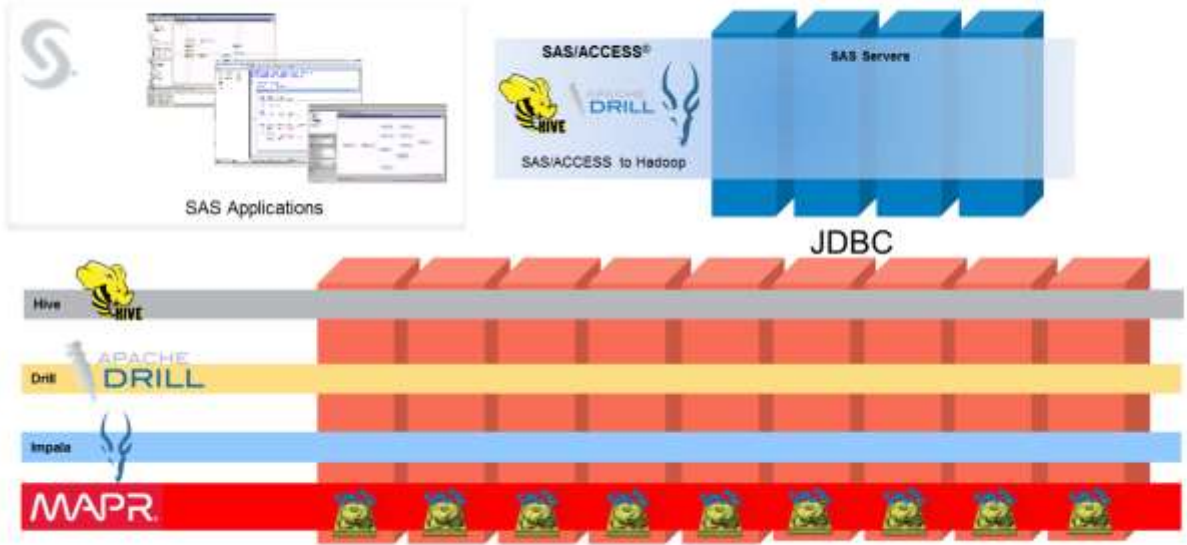 SAS/ACCESS®
SAS Servers
HIVE
APACHE
DRILL
SAS/ACCESS to Hadoop
SAS Applications
JDBC
Hive
HIVE
Drill
APACHE
DRILL
Impala
MAPR.